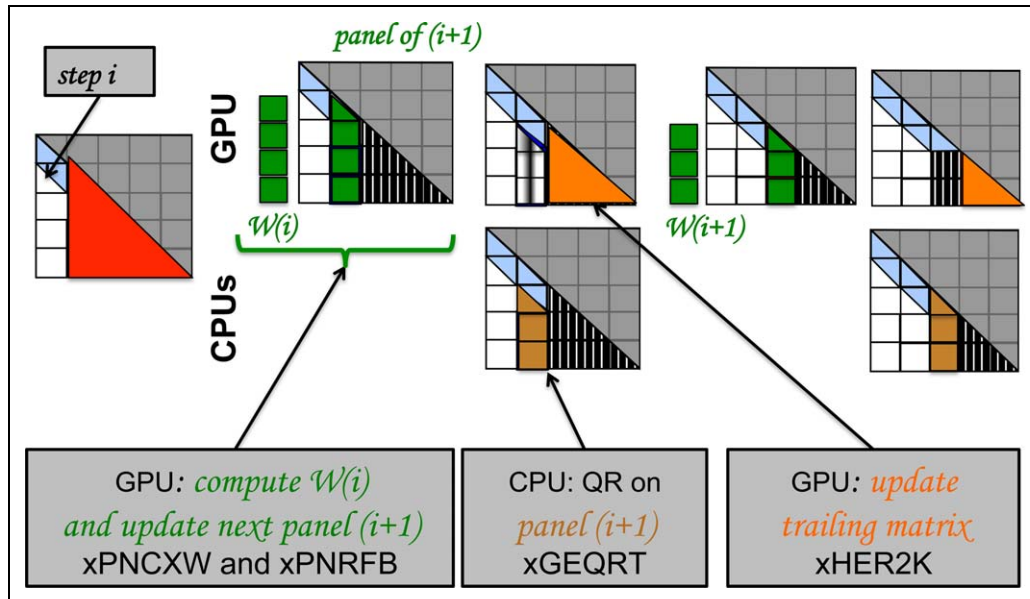 panel of (i+1)
step i
GPU
W(i)
W(i+1)
CPUs
GPU: compute W(i)
and update next panel (i+1)
xPNCXW and xPNRFB
CPU: QR on
panel (i+1)
xGEQRT
GPU: update
trailing matrix
xHER2K